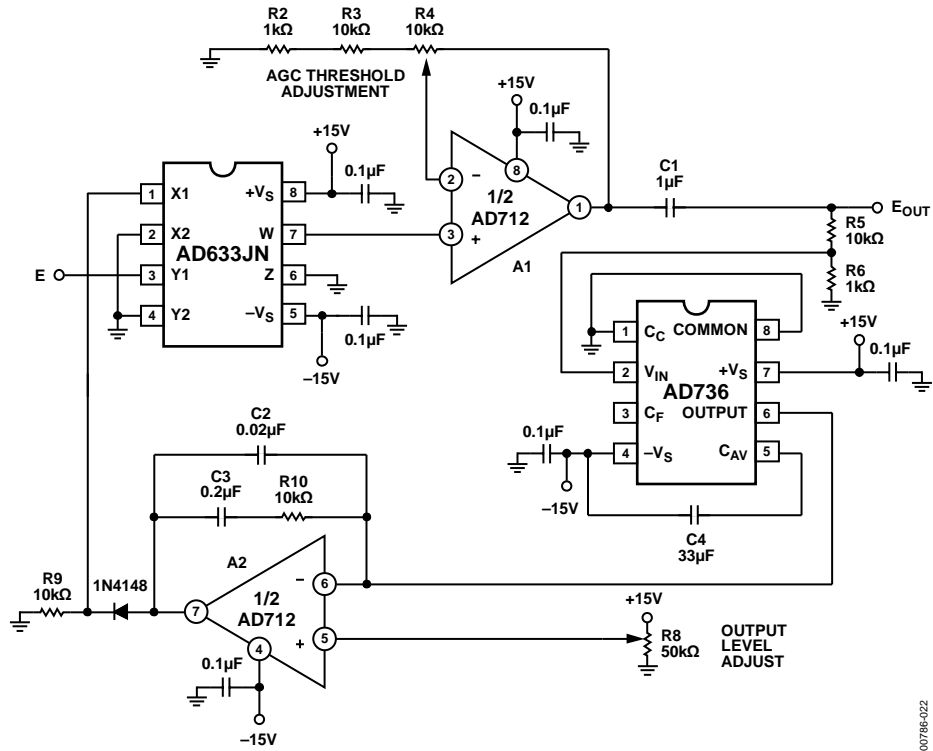 R2
1kΩ
R3
10kΩ
R4
10kΩ
AGC THRESHOLD
ADJUSTMENT
+15V
0.1µF
+15V
0.1µF
1 X1
2 X2
3 Y1
4 Y2
+VS 8
W 7
Z 6
–VS 5
AD633JN
E
0.1µF
–15V
2 –
3 +
8
1
1/2
AD712
A1
C1
1µF
EOUT
R5
10kΩ
R6
1kΩ
1 CC
2 VIN
3 CF
4 –VS
COMMON 8
+VS 7
OUTPUT 6
CAV 5
AD736
+15V
0.1µF
0.1µF
–15V
C4
33µF
C2
0.02µF
C3
0.2µF
R10
10kΩ
A2
R9
10kΩ
1N4148
7
1/2
AD712
– 6
+ 5
4
0.1µF
–15V
+15V
R8
50kΩ
OUTPUT
LEVEL
ADJUST
00786-022